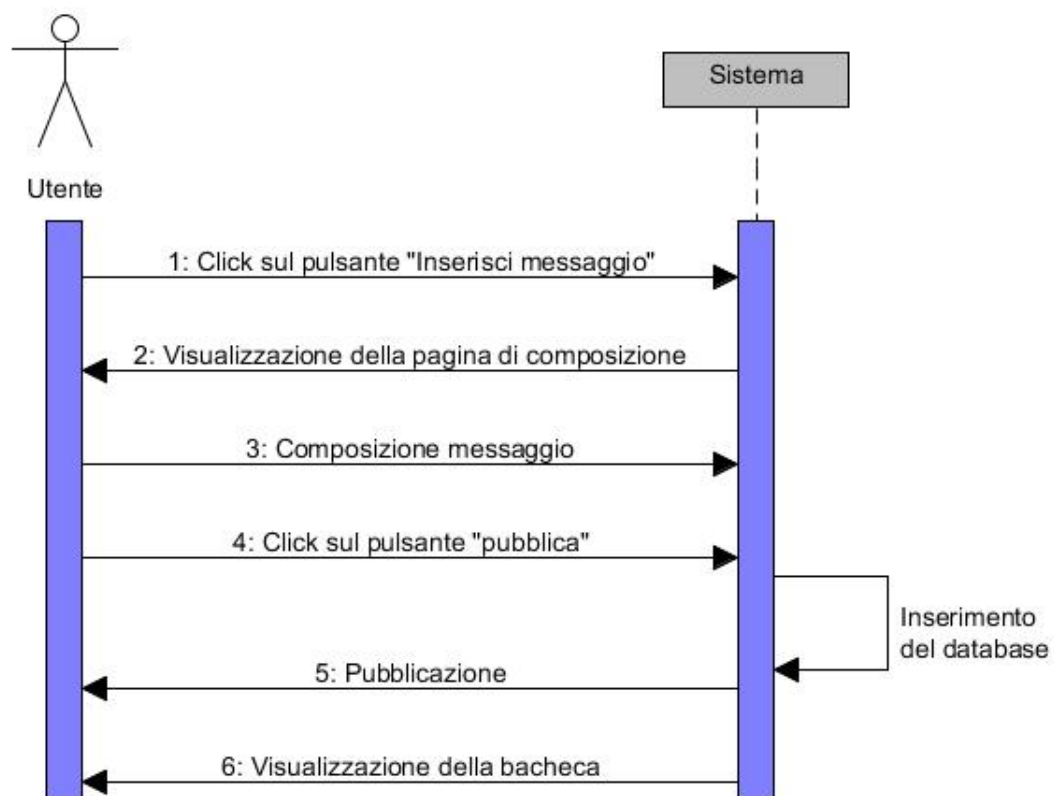 Sistema
Utente
1: Click sul pulsante "Inserisci messaggio"
2: Visualizzazione della pagina di composizione
3: Composizione messaggio
4: Click sul pulsante "pubblica"
Inserimento
del database
5: Pubblicazione
6: Visualizzazione della bacheca